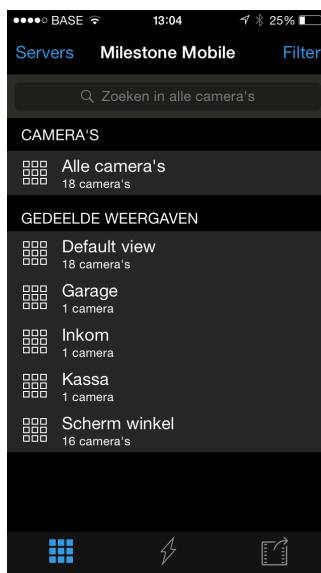 BASE 13:04 25%
Servers Milestone Mobile Filter
Zoeken in alle camera's
CAMERA'S
Alle camera's
18 camera's
GEDEELDE WEERGAVEN
Default view
18 camera's
Garage
1 camera
Inkom
1 camera
Kassa
1 camera
Scherm winkel
16 camera's